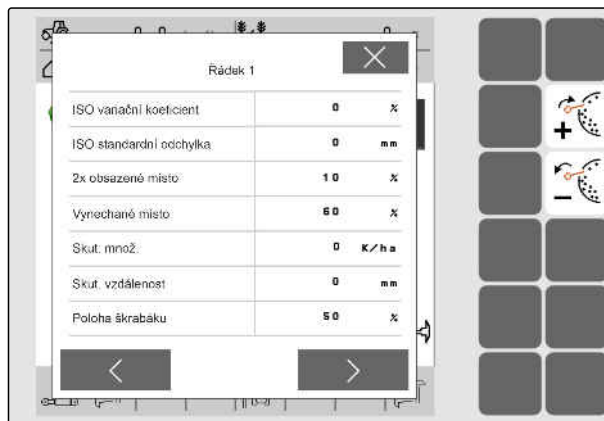 Řádek 1
ISO variační koeficient 0 %
ISO standardní odchylka 0 mm
2x obsazené místo 10 %
Vynechané místo 60 %
Skut. množ. 0 K/ha
Skut. vzdálenost 0 mm
Poloha škrabáku 50 %